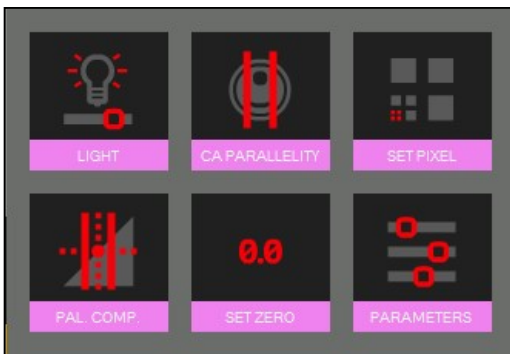 LIGHT
CA PARALLELITY
SET PIXEL
PAL. COMP.
0.0
SET ZERO
PARAMETERS